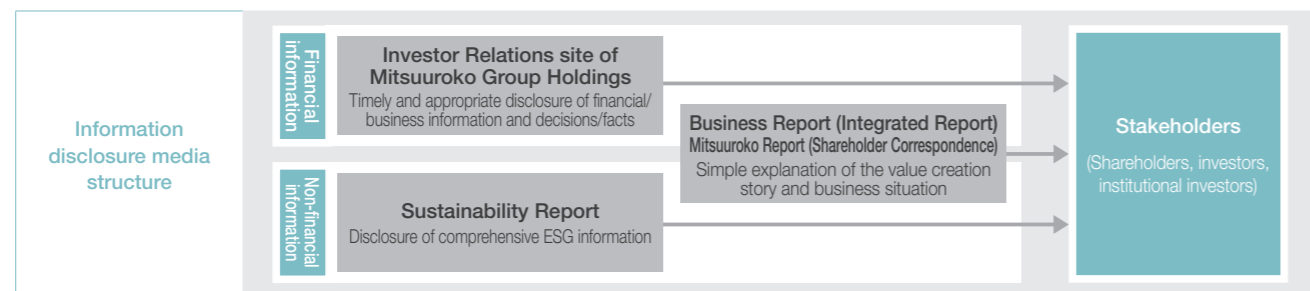 Information
disclosure media
structure
Financial
information
Investor Relations site of
Mitsuuroko Group Holdings
Timely and appropriate disclosure of financial/
business information and decisions/facts
Non-financial
information
Sustainability Report
Disclosure of comprehensive ESG information
Business Report (Integrated Report)
Mitsuuroko Report (Shareholder Correspondence)
Simple explanation of the value creation
story and business situation
Stakeholders
(Shareholders, investors,
institutional investors)